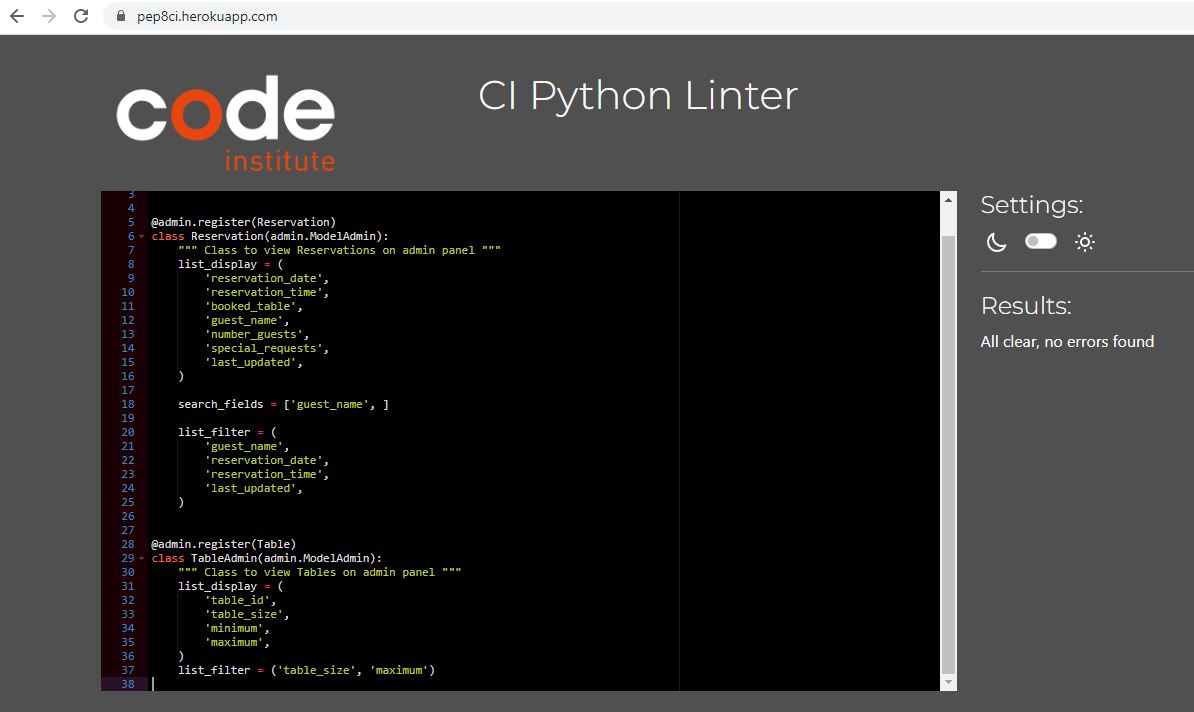 pep8ci.herokuapp.com
code
institute
CI Python Linter
3
4
5 @admin.register(Reservation)
6 class Reservation(admin.ModelAdmin):
7     """ Class to view Reservations on admin panel """
8     list_display = (
9         'reservation_date',
10         'reservation_time',
11         'booked_table',
12         'guest_name',
13         'number_guests',
14         'special_requests',
15         'last_updated',
16     )
17
18     search_fields = ['guest_name', ]
19
20     list_filter = (
21         'guest_name',
22         'reservation_date',
23         'reservation_time',
24         'last_updated',
25     )
26
27
28 @admin.register(Table)
29 class TableAdmin(admin.ModelAdmin):
30     """ Class to view Tables on admin panel """
31     list_display = (
32         'table_id',
33         'table_size',
34         'minimum',
35         'maximum',
36     )
37     list_filter = ('table_size', 'maximum')
38
Settings:
Results:
All clear, no errors found